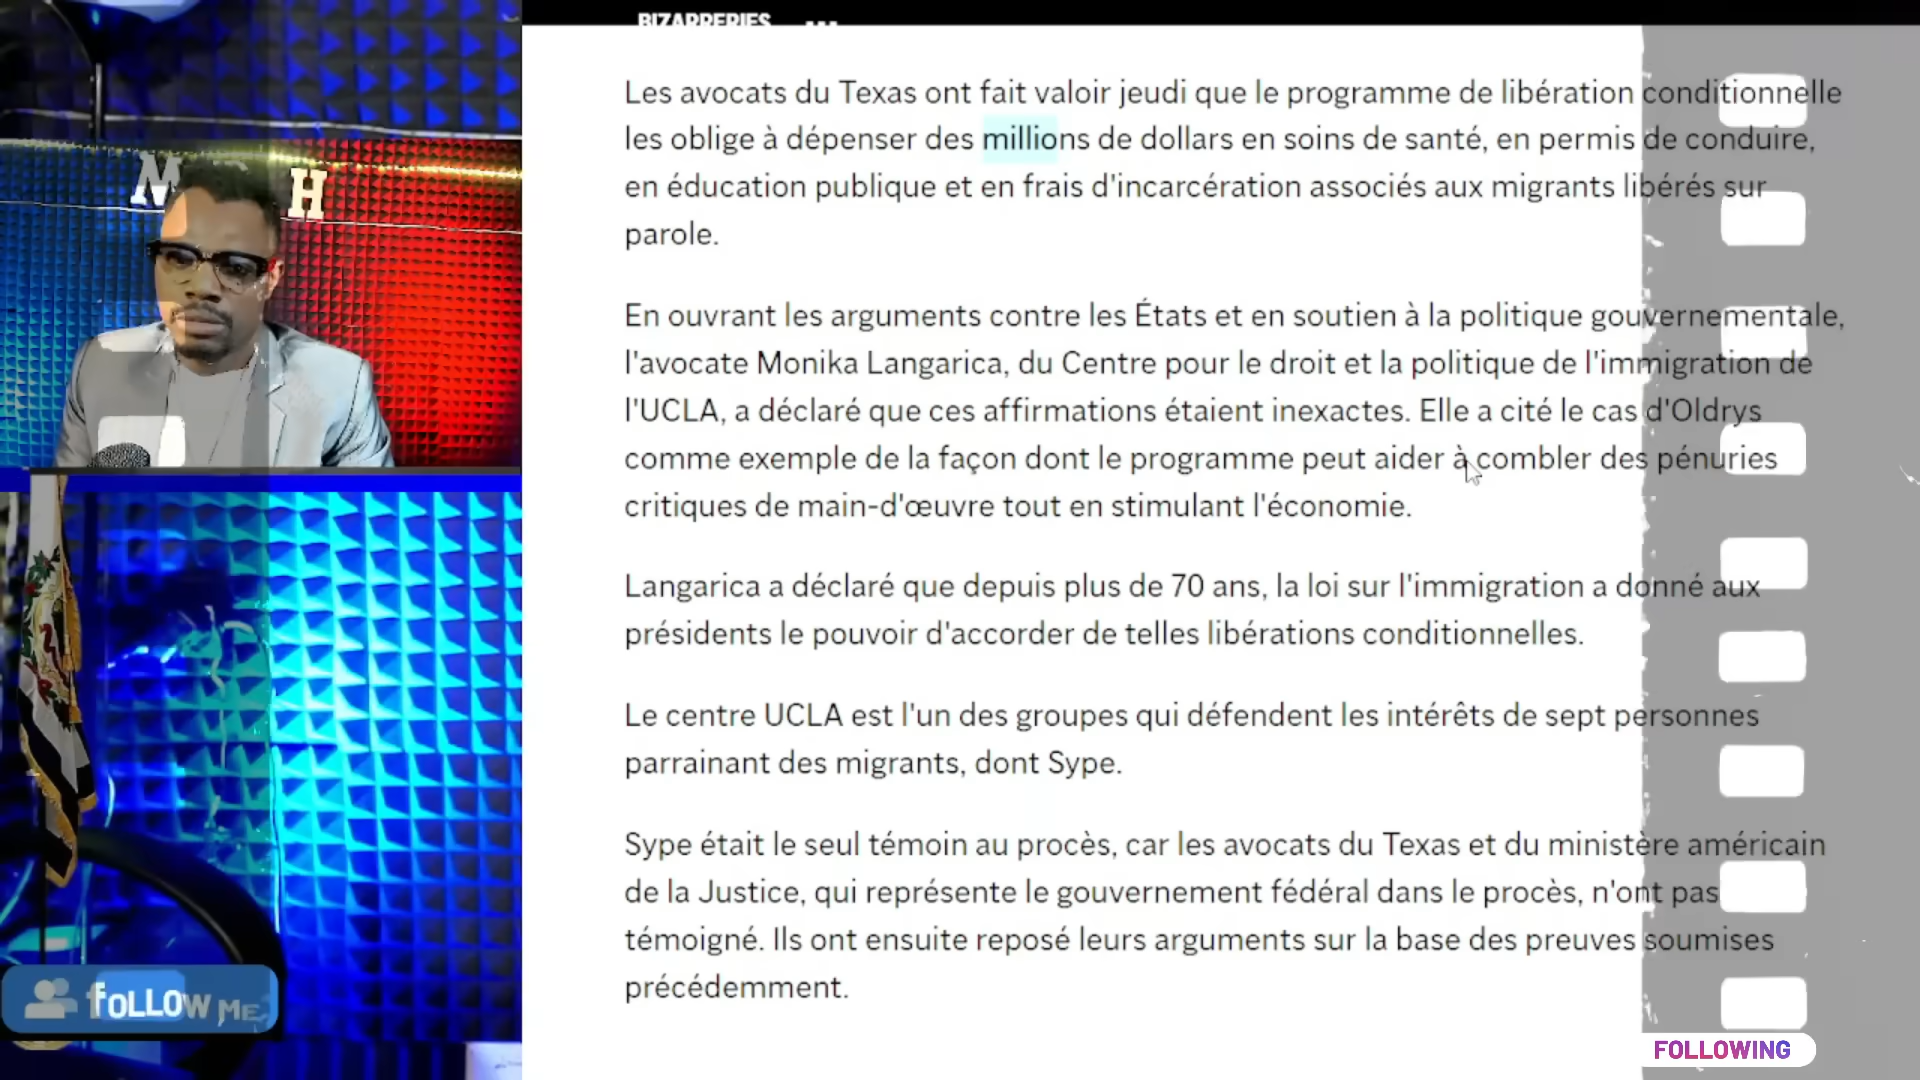 BIZARRERIES ...
M H
Les avocats du Texas ont fait valoir jeudi que le programme de libération conditionnelle
les oblige à dépenser des millions de dollars en soins de santé, en permis de conduire,
en éducation publique et en frais d'incarcération associés aux migrants libérés sur
parole.
En ouvrant les arguments contre les États et en soutien à la politique gouvernementale,
l'avocate Monika Langarica, du Centre pour le droit et la politique de l'immigration de
l'UCLA, a déclaré que ces affirmations étaient inexactes. Elle a cité le cas d'Oldrys
comme exemple de la façon dont le programme peut aider à combler des pénuries
critiques de main-d'œuvre tout en stimulant l'économie.
Langarica a déclaré que depuis plus de 70 ans, la loi sur l'immigration a donné aux
présidents le pouvoir d'accorder de telles libérations conditionnelles.
Le centre UCLA est l'un des groupes qui défendent les intérêts de sept personnes
parrainant des migrants, dont Sype.
Sype était le seul témoin au procès, car les avocats du Texas et du ministère américain
de la Justice, qui représente le gouvernement fédéral dans le procès, n'ont pas
témoigné. Ils ont ensuite reposé leurs arguments sur la base des preuves soumises
précédemment.
FOLLOW ME
FOLLOWING